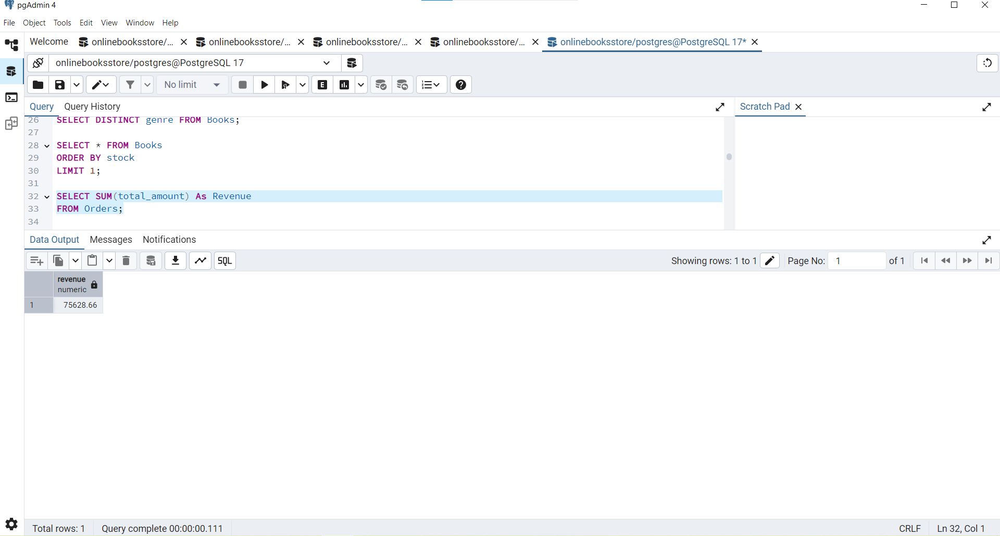 pgAdmin 4
File Object Tools Edit View Window Help
Welcome onlinebooksstore/... onlinebooksstore/... onlinebooksstore/... onlinebooksstore/... onlinebooksstore/postgres@PostgreSQL 17*
onlinebooksstore/postgres@PostgreSQL 17
No limit E
Query Query History Scratch Pad
26 SELECT DISTINCT genre FROM Books;
27
28 SELECT * FROM Books
29 ORDER BY stock
30 LIMIT 1;
31
32 SELECT SUM(total_amount) As Revenue
33 FROM Orders;
34
Data Output Messages Notifications
SQL Showing rows: 1 to 1 Page No: 1 of 1
revenue
numeric
1 75628.66
Total rows: 1 Query complete 00:00:00.111 CRLF Ln 32, Col 1